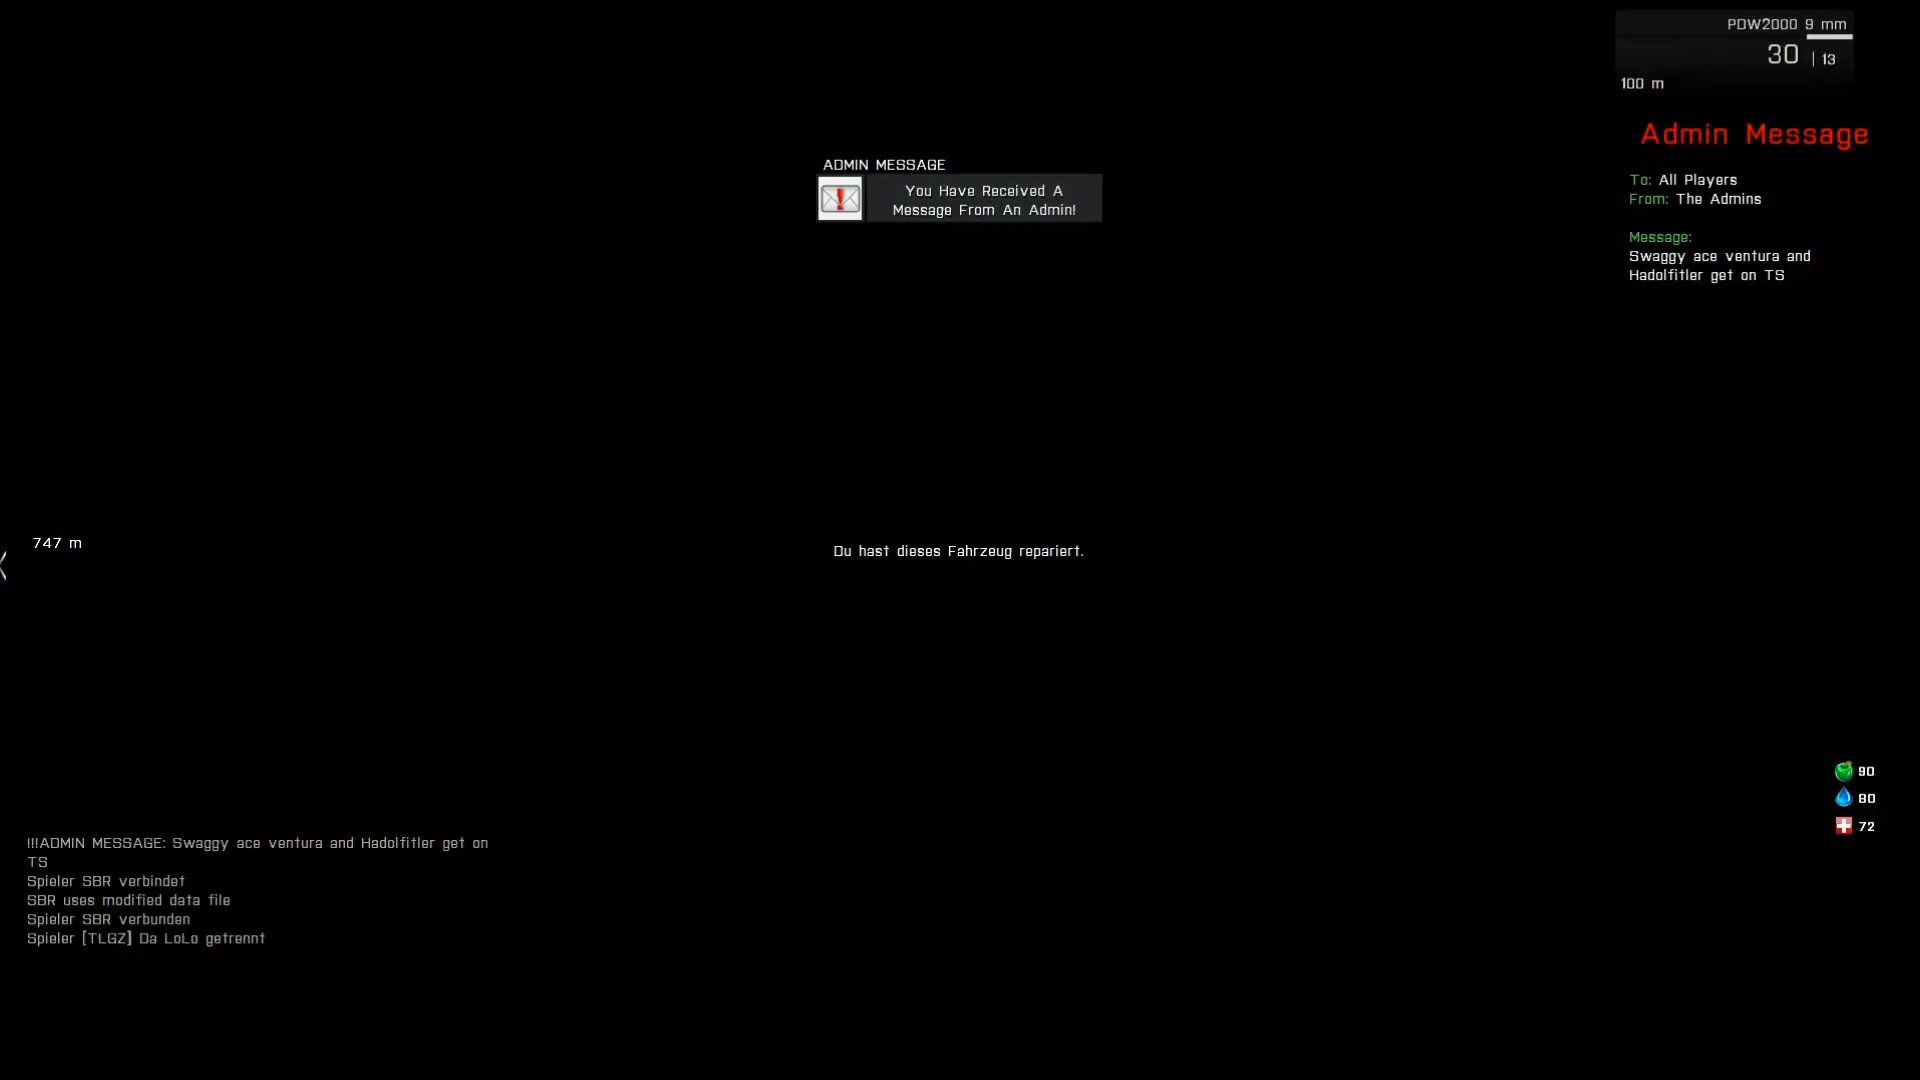 PDW2000 9 mm
30 | 13
100 m
Admin Message
To: All Players
From: The Admins
Message:
Swaggy ace ventura and
Hadolfitler get on TS
ADMIN MESSAGE
You Have Received A
Message From An Admin!
747 m
Du hast dieses Fahrzeug repariert.
90
80
72
!!!ADMIN MESSAGE: Swaggy ace ventura and Hadolfitler get on
TS
Spieler SBR verbindet
SBR uses modified data file
Spieler SBR verbunden
Spieler [TLGZ] Da LoLo getrennt